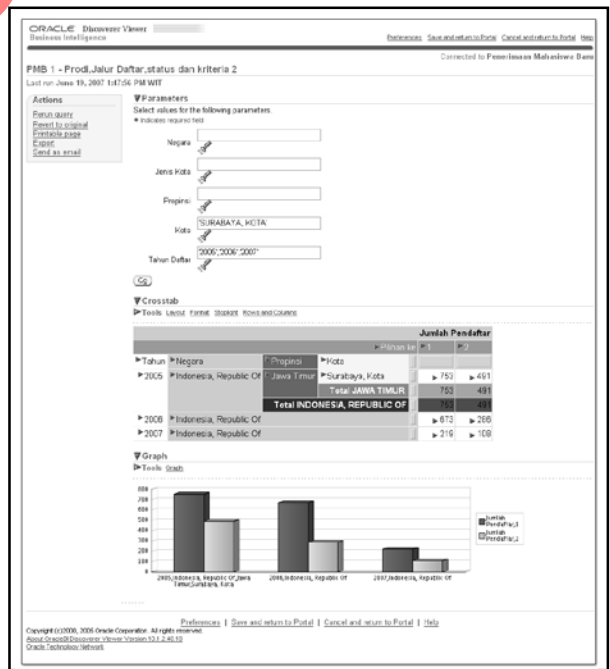 ORACLE Discoverer Viewer
Business Intelligence
Preferences Save and return to Portal Cancel and return to Portal Help
Connected to Penerimaan Mahasiswa Baru
PMB 1 - Prodi,Jalur Daftar,status dan kriteria 2
Last run June 19, 2007 1:47:56 PM WIT
Actions
Rerun query
Revert to original
Printable page
Export
Send as email
Parameters
Select values for the following parameters.
* Indicates required field
Negara
Jenis Kota
Propinsi
Kota 'SURABAYA, KOTA'
Tahun Daftar '2005','2006','2007'
Go
Crosstab
Tools Layout Format Stoplight Rows and Columns
Jumlah Pendaftar
Pilihan ke 1 2
Tahun Negara Propinsi Kota
2005 Indonesia, Republic Of Jawa Timur Surabaya, Kota 753 491
Total JAWA TIMUR 753 491
Total INDONESIA, REPUBLIC OF 753 491
2006 Indonesia, Republic Of 673 286
2007 Indonesia, Republic Of 219 108
Graph
Tools Graph
800
700
600
500
400
300
200
100
0
2005,Indonesia, Republic Of,Jawa Timur,Surabaya, Kota
2006,Indonesia, Republic Of
2007,Indonesia, Republic Of
Jumlah Pendaftar,1
Jumlah Pendaftar,2
Preferences | Save and return to Portal | Cancel and return to Portal | Help
Copyright (c)2000, 2005 Oracle Corporation. All rights reserved.
About OracleBI Discoverer Viewer Version 10.1.2.48.18
Oracle Technology Network